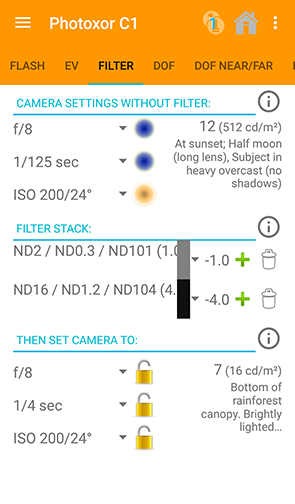 Photoxor C1
FLASH EV FILTER DOF DOF NEAR/FAR
CAMERA SETTINGS WITHOUT FILTER:
f/8
1/125 sec
ISO 200/24°
12 (512 cd/m²)
At sunset; Half moon
(long lens), Subject in
heavy overcast (no
shadows)
FILTER STACK:
ND2 / ND0.3 / ND101 (1.0
-1.0
ND16 / ND1.2 / ND104 (4.
-4.0
THEN SET CAMERA TO:
f/8
1/4 sec
ISO 200/24°
7 (16 cd/m²)
Bottom of
rainforest
canopy. Brightly
lighted...